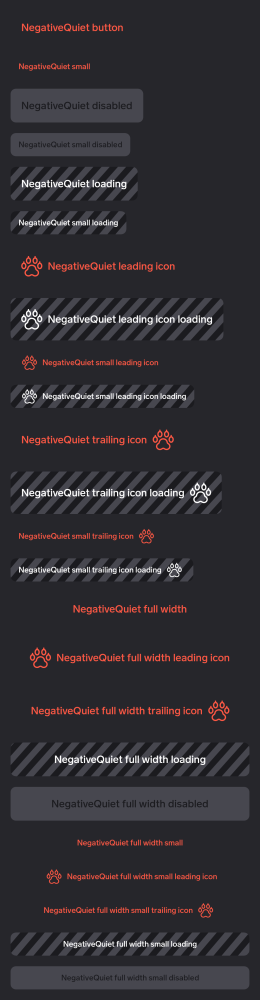 NegativeQuiet button
NegativeQuiet small
NegativeQuiet disabled
NegativeQuiet small disabled
NegativeQuiet loading
NegativeQuiet small loading
NegativeQuiet leading icon
NegativeQuiet leading icon loading
NegativeQuiet small leading icon
NegativeQuiet small leading icon loading
NegativeQuiet trailing icon
NegativeQuiet trailing icon loading
NegativeQuiet small trailing icon
NegativeQuiet small trailing icon loading
NegativeQuiet full width
NegativeQuiet full width leading icon
NegativeQuiet full width trailing icon
NegativeQuiet full width loading
NegativeQuiet full width disabled
NegativeQuiet full width small
NegativeQuiet full width small leading icon
NegativeQuiet full width small trailing icon
NegativeQuiet full width small loading
NegativeQuiet full width small disabled